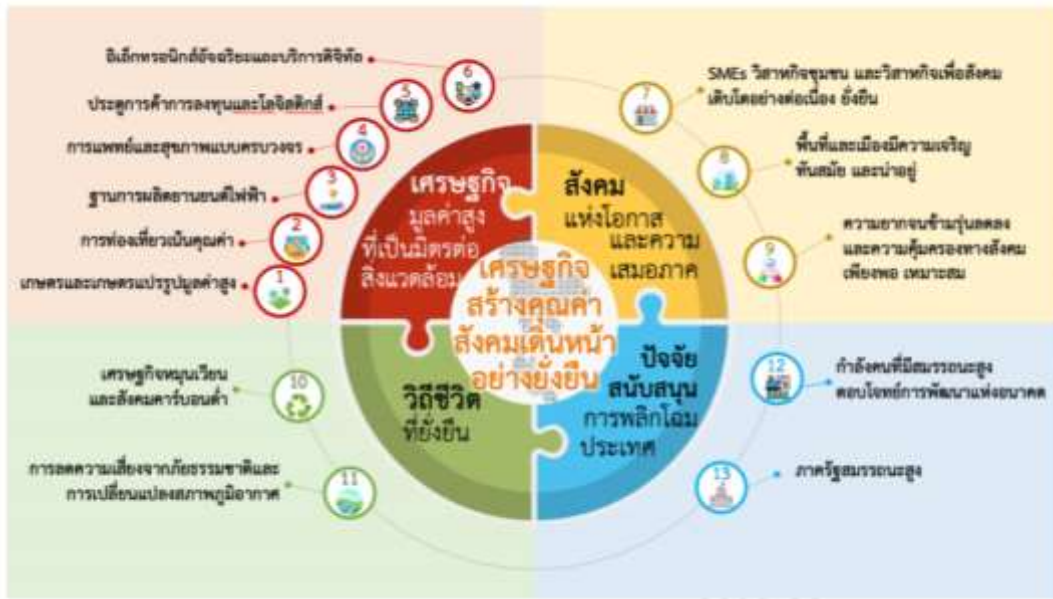 อิเล็กทรอนิกส์อัจฉริยะและบริการดิจิทัล
6
ประตูการค้าการลงทุนและโลจิสติกส์
5
การแพทย์และสุขภาพแบบครบวงจร
4
ฐานการผลิตยานยนต์ไฟฟ้า
3
การท่องเที่ยวเน้นคุณค่า
2
เกษตรและเกษตรแปรรูปมูลค่าสูง
1
เศรษฐกิจ
มูลค่าสูง
ที่เป็นมิตรต่อ
สิ่งแวดล้อม
7
SMEs วิสาหกิจชุมชน และวิสาหกิจเพื่อสังคม
เติบโตอย่างต่อเนื่อง ยั่งยืน
8
พื้นที่และเมืองมีความเจริญ
ทันสมัย และน่าอยู่
9
ความยากจนข้ามรุ่นลดลง
และความคุ้มครองทางสังคม
เพียงพอ เหมาะสม
สังคม
แห่งโอกาส
และความ
เสมอภาค
เศรษฐกิจ
สร้างคุณค่า
สังคมเดินหน้า
อย่างยั่งยืน
เศรษฐกิจหมุนเวียน
และสังคมคาร์บอนต่ำ
10
การลดความเสี่ยงจากภัยธรรมชาติและ
การเปลี่ยนแปลงสภาพภูมิอากาศ
11
วิถีชีวิต
ที่ยั่งยืน
ปัจจัย
สนับสนุน
การพลิกโฉม
ประเทศ
12
กำลังคนที่มีสมรรถนะสูง
ตอบโจทย์การพัฒนาแห่งอนาคต
13
ภาครัฐสมรรถนะสูง